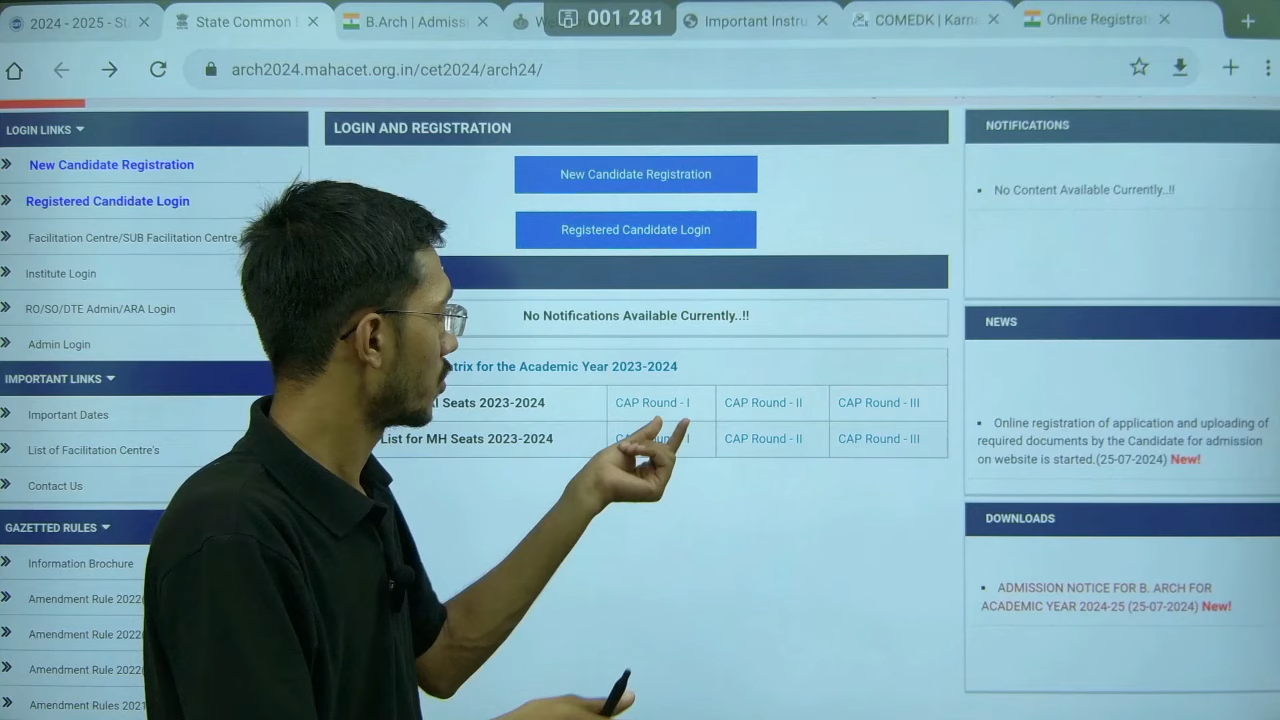 2024 - 2025 - St
State Common
B.Arch | Admiss
We
001 281
Important Instru
COMEDK | Karna
Online Registrat
arch2024.mahacet.org.in/cet2024/arch24/
LOGIN LINKS
New Candidate Registration
Registered Candidate Login
Facilitation Centre/SUB Facilitation Centre
Institute Login
RO/SO/DTE Admin/ARA Login
Admin Login
IMPORTANT LINKS
Important Dates
List of Facilitation Centre's
Contact Us
GAZETTED RULES
Information Brochure
Amendment Rule 2022(
Amendment Rule 2022(
Amendment Rule 2022(
Amendment Rules 2021
LOGIN AND REGISTRATION
New Candidate Registration
Registered Candidate Login
No Notifications Available Currently..!!
trix for the Academic Year 2023-2024
I Seats 2023-2024 CAP Round - I CAP Round - II CAP Round - III
List for MH Seats 2023-2024 CAP Round - I CAP Round - II CAP Round - III
NOTIFICATIONS
No Content Available Currently..!!
NEWS
Online registration of application and uploading of
required documents by the Candidate for admission
on website is started.(25-07-2024) New!
DOWNLOADS
ADMISSION NOTICE FOR B. ARCH FOR
ACADEMIC YEAR 2024-25 (25-07-2024) New!